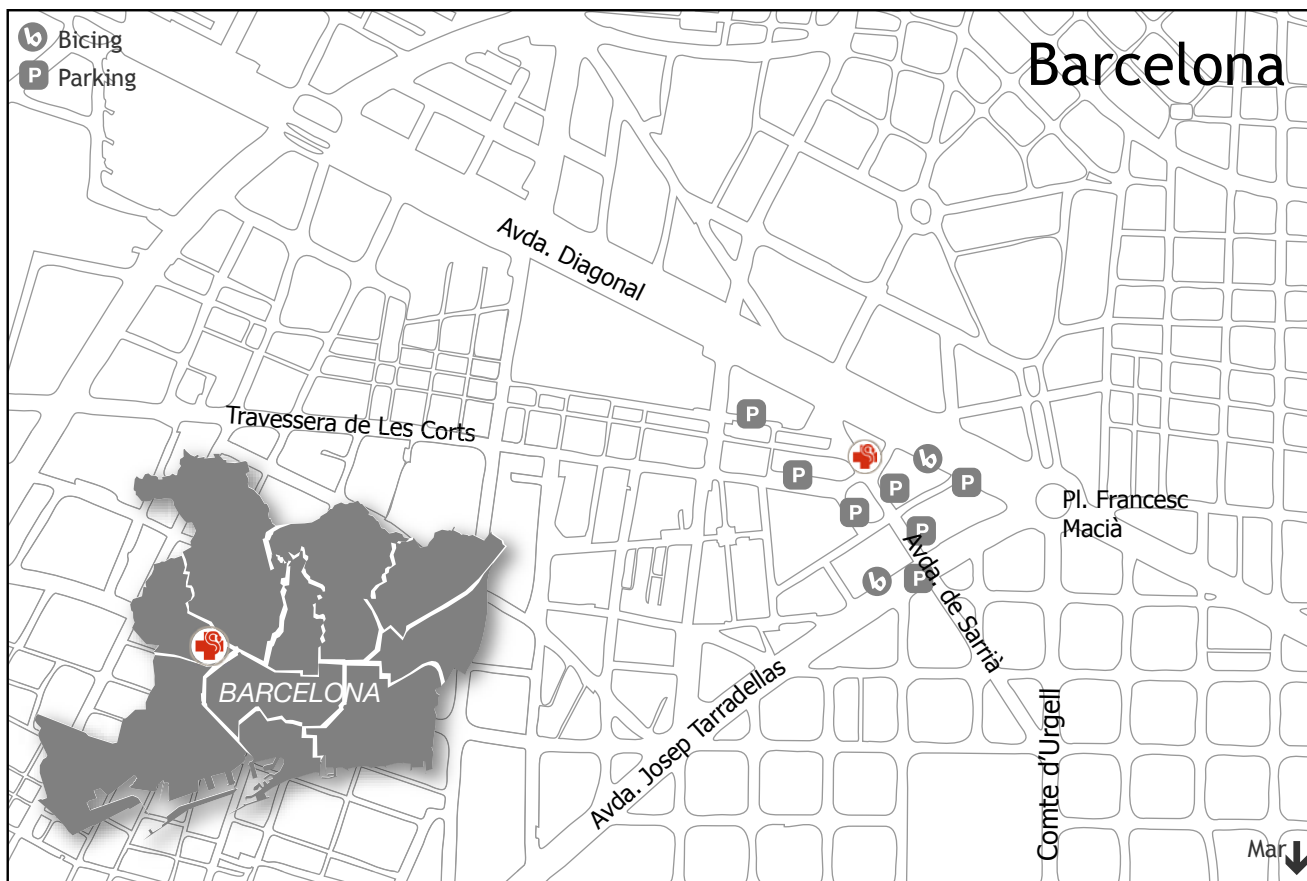 Bicing
P Parking
Barcelona
Avda. Diagonal
Travessera de Les Corts
P
P
P
P
P
P
P
Pl. Francesc
Macià
Avda. de Sarrià
BARCELONA
Avda. Josep Tarradellas
Comte d'Urgell
Mar